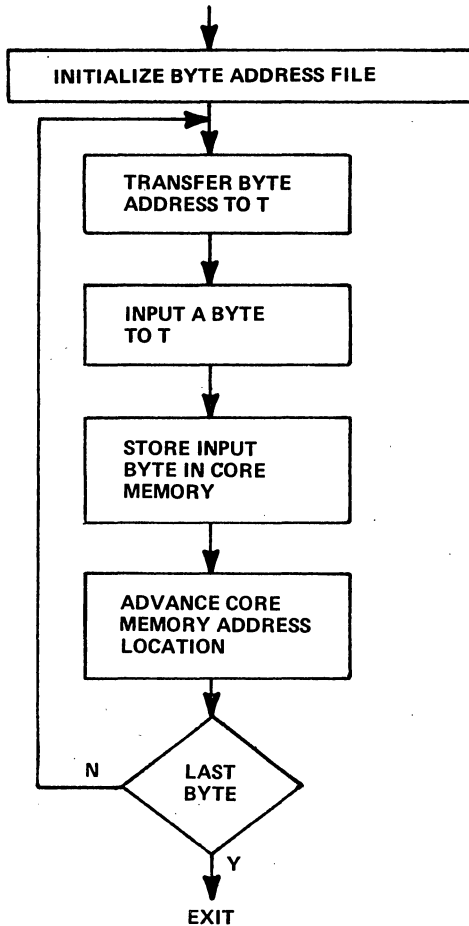 INITIALIZE BYTE ADDRESS FILE
TRANSFER BYTE
ADDRESS TO T
INPUT A BYTE
TO T
STORE INPUT
BYTE IN CORE
MEMORY
ADVANCE CORE
MEMORY ADDRESS
LOCATION
N
LAST
BYTE
Y
EXIT